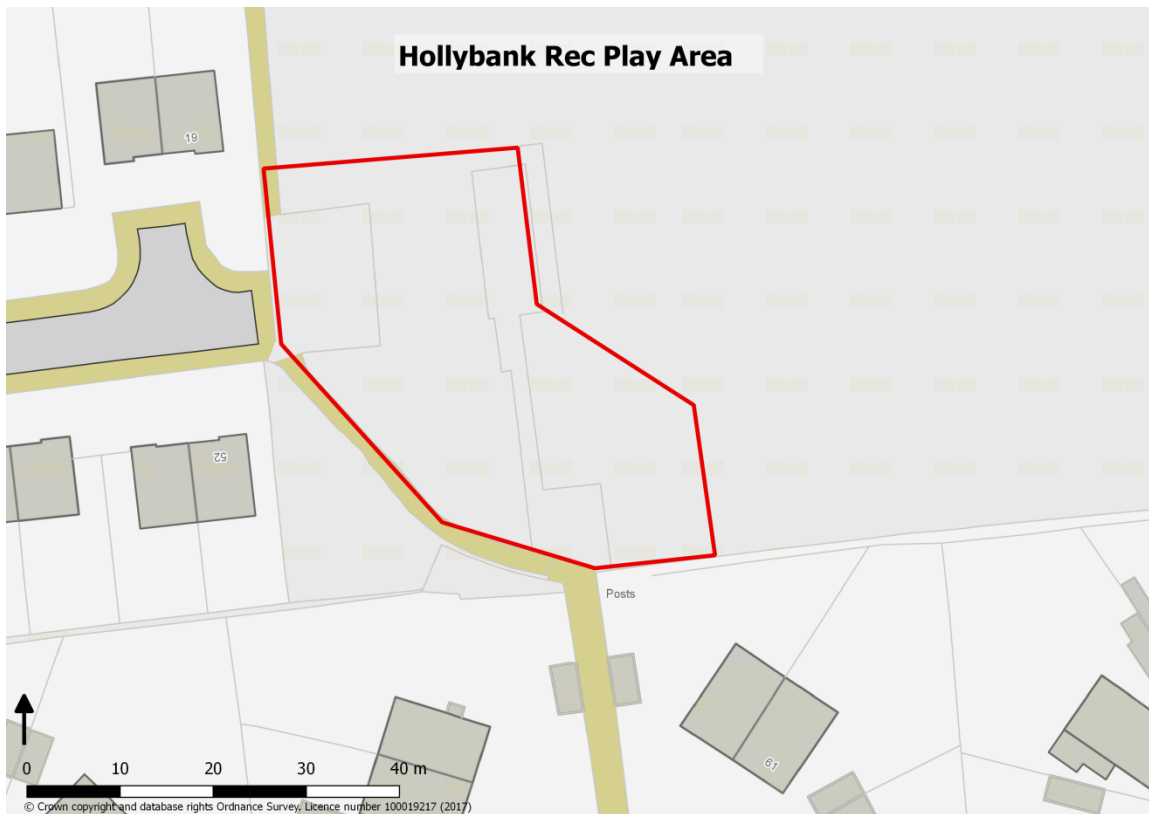 Hollybank Rec Play Area
19
52
Posts
61
0 10 20 30 40 m
© Crown copyright and database rights Ordnance Survey, Licence number 100019217 (2017)